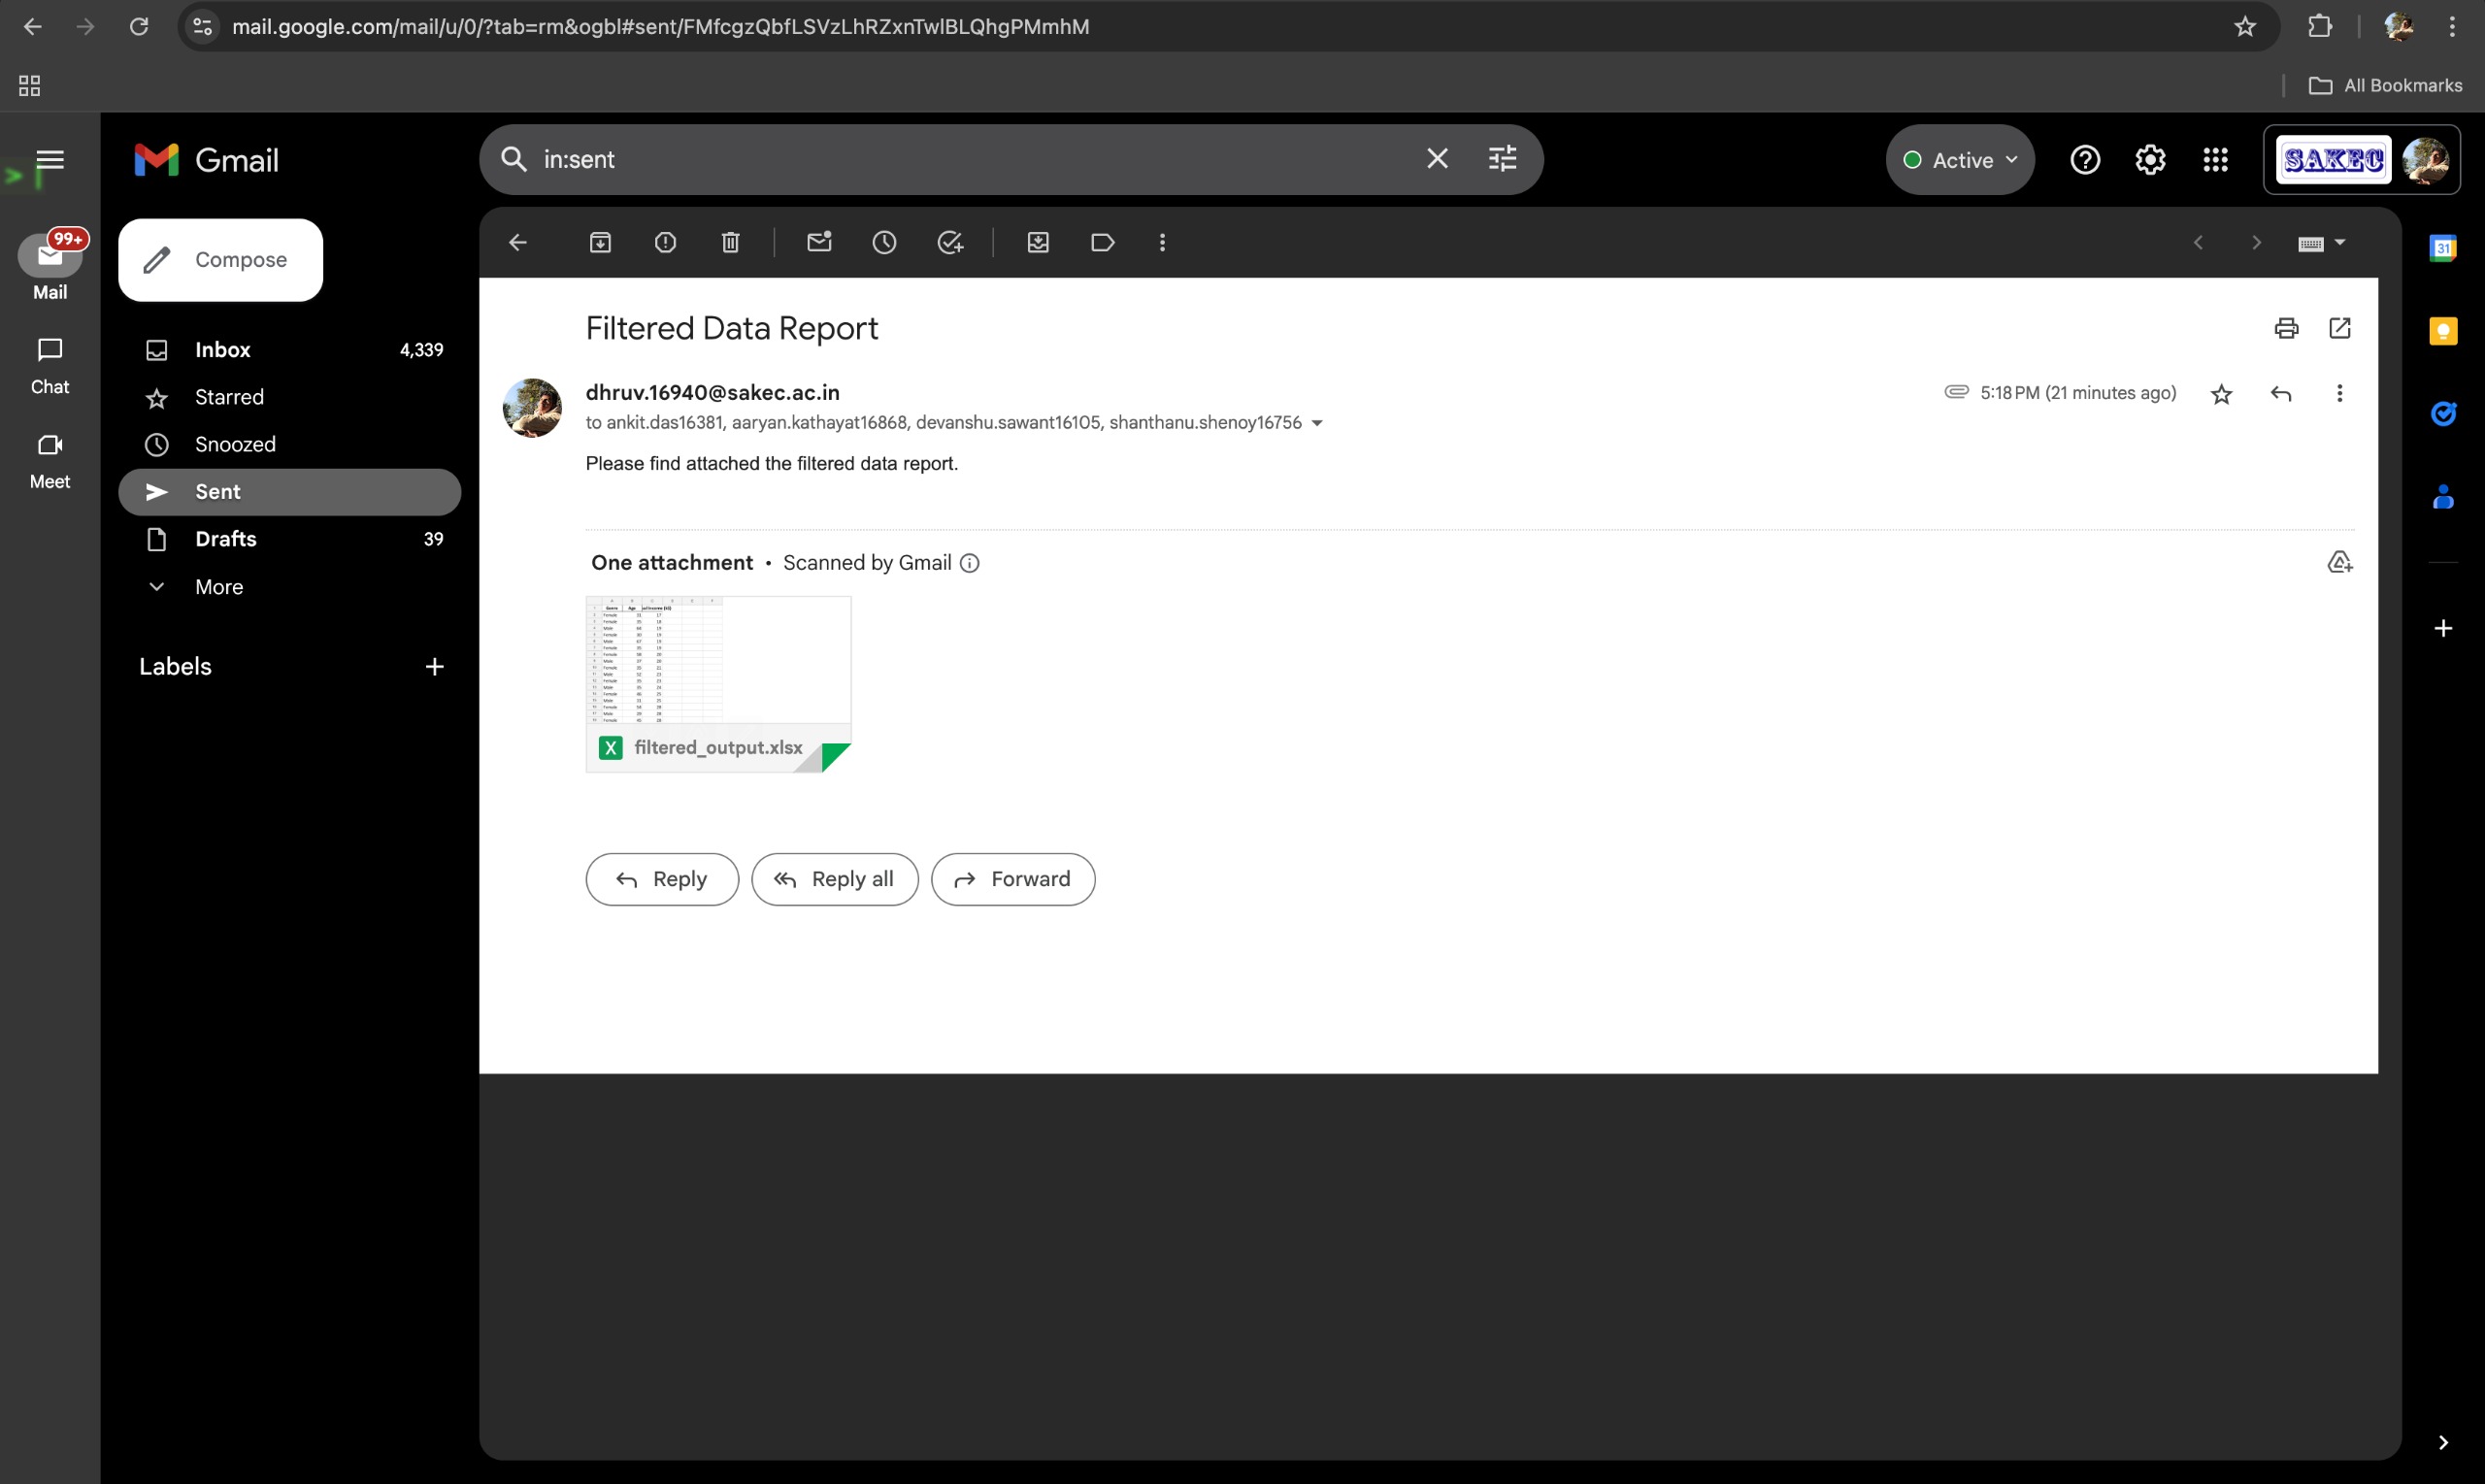 mail.google.com/mail/u/0/?tab=rm&ogbl#sent/FMfcgzQbfLSVzLhRZxnTwlBLQhgPMmhM
All Bookmarks
Gmail
in:sent
Active
SAKEC
99+
Mail
Chat
Meet
Compose
Inbox 4,339
Starred
Snoozed
Sent
Drafts 39
More
Labels
Filtered Data Report
dhruv.16940@sakec.ac.in
5:18 PM (21 minutes ago)
to ankit.das16381, aaryan.kathayat16868, devanshu.sawant16105, shanthanu.shenoy16756
Please find attached the filtered data report.
One attachment • Scanned by Gmail
filtered_output.xlsx
Reply
Reply all
Forward
31